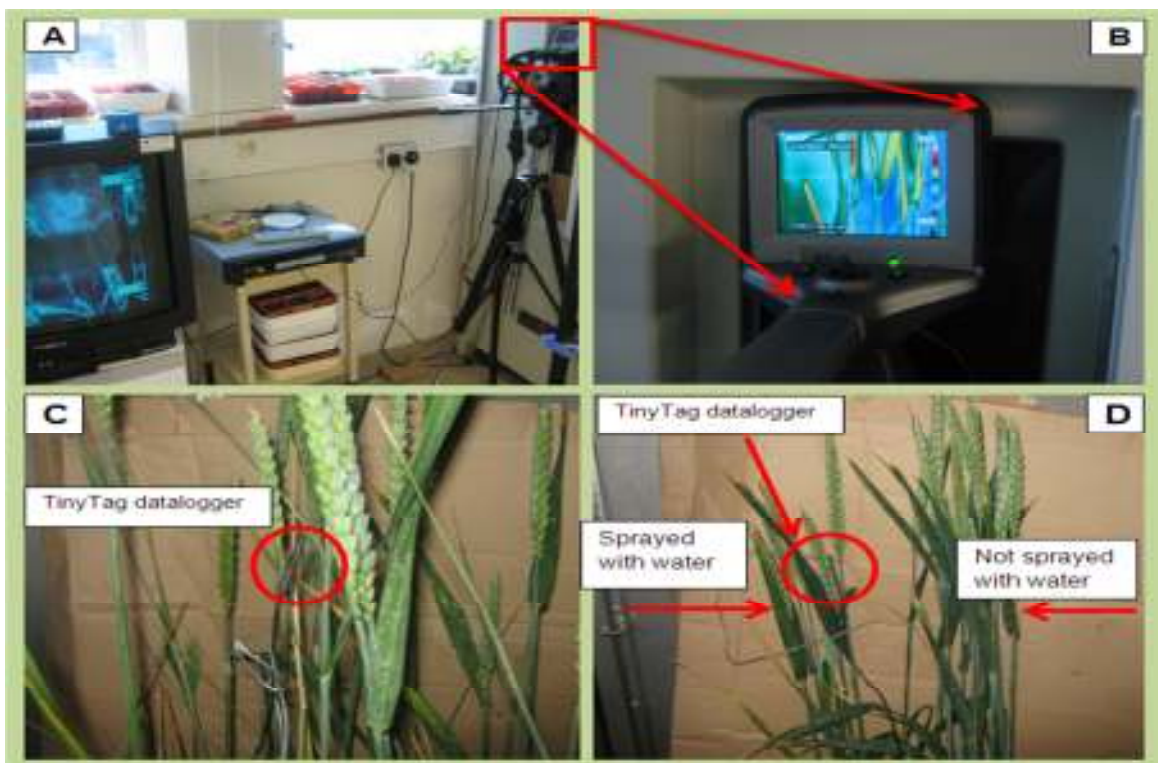 A
B
C
TinyTag datalogger
TinyTag datalogger
D
Sprayed
with water
Not sprayed
with water